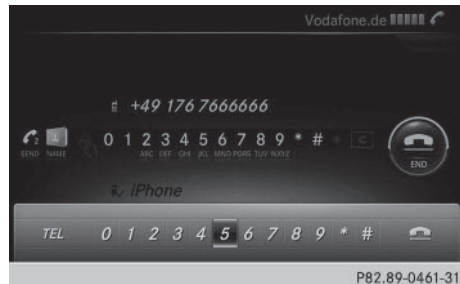 Vodafone.de
+49 176 7666666
2
SEND NAME
0 1 2 3 4 5 6 7 8 9 * # + C
ABC DEF GHI JKL MNO PQRS TUV WXYZ
END
iPhone
TEL 0 1 2 3 4 5 6 7 8 9 * #
P82.89-0461-31